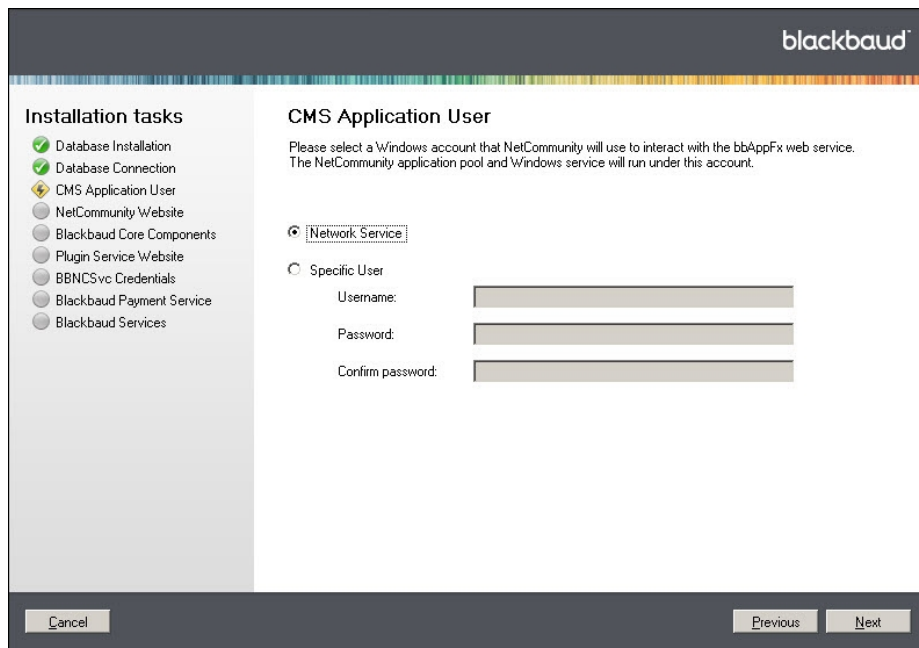 blackbaud
Installation tasks
Database Installation
Database Connection
CMS Application User
NetCommunity Website
Blackbaud Core Components
Plugin Service Website
BBNCSvc Credentials
Blackbaud Payment Service
Blackbaud Services
CMS Application User
Please select a Windows account that NetCommunity will use to interact with the bbAppFx web service.
The NetCommunity application pool and Windows service will run under this account.
Network Service
Specific User
Username:
Password:
Confirm password:
Cancel
Previous
Next